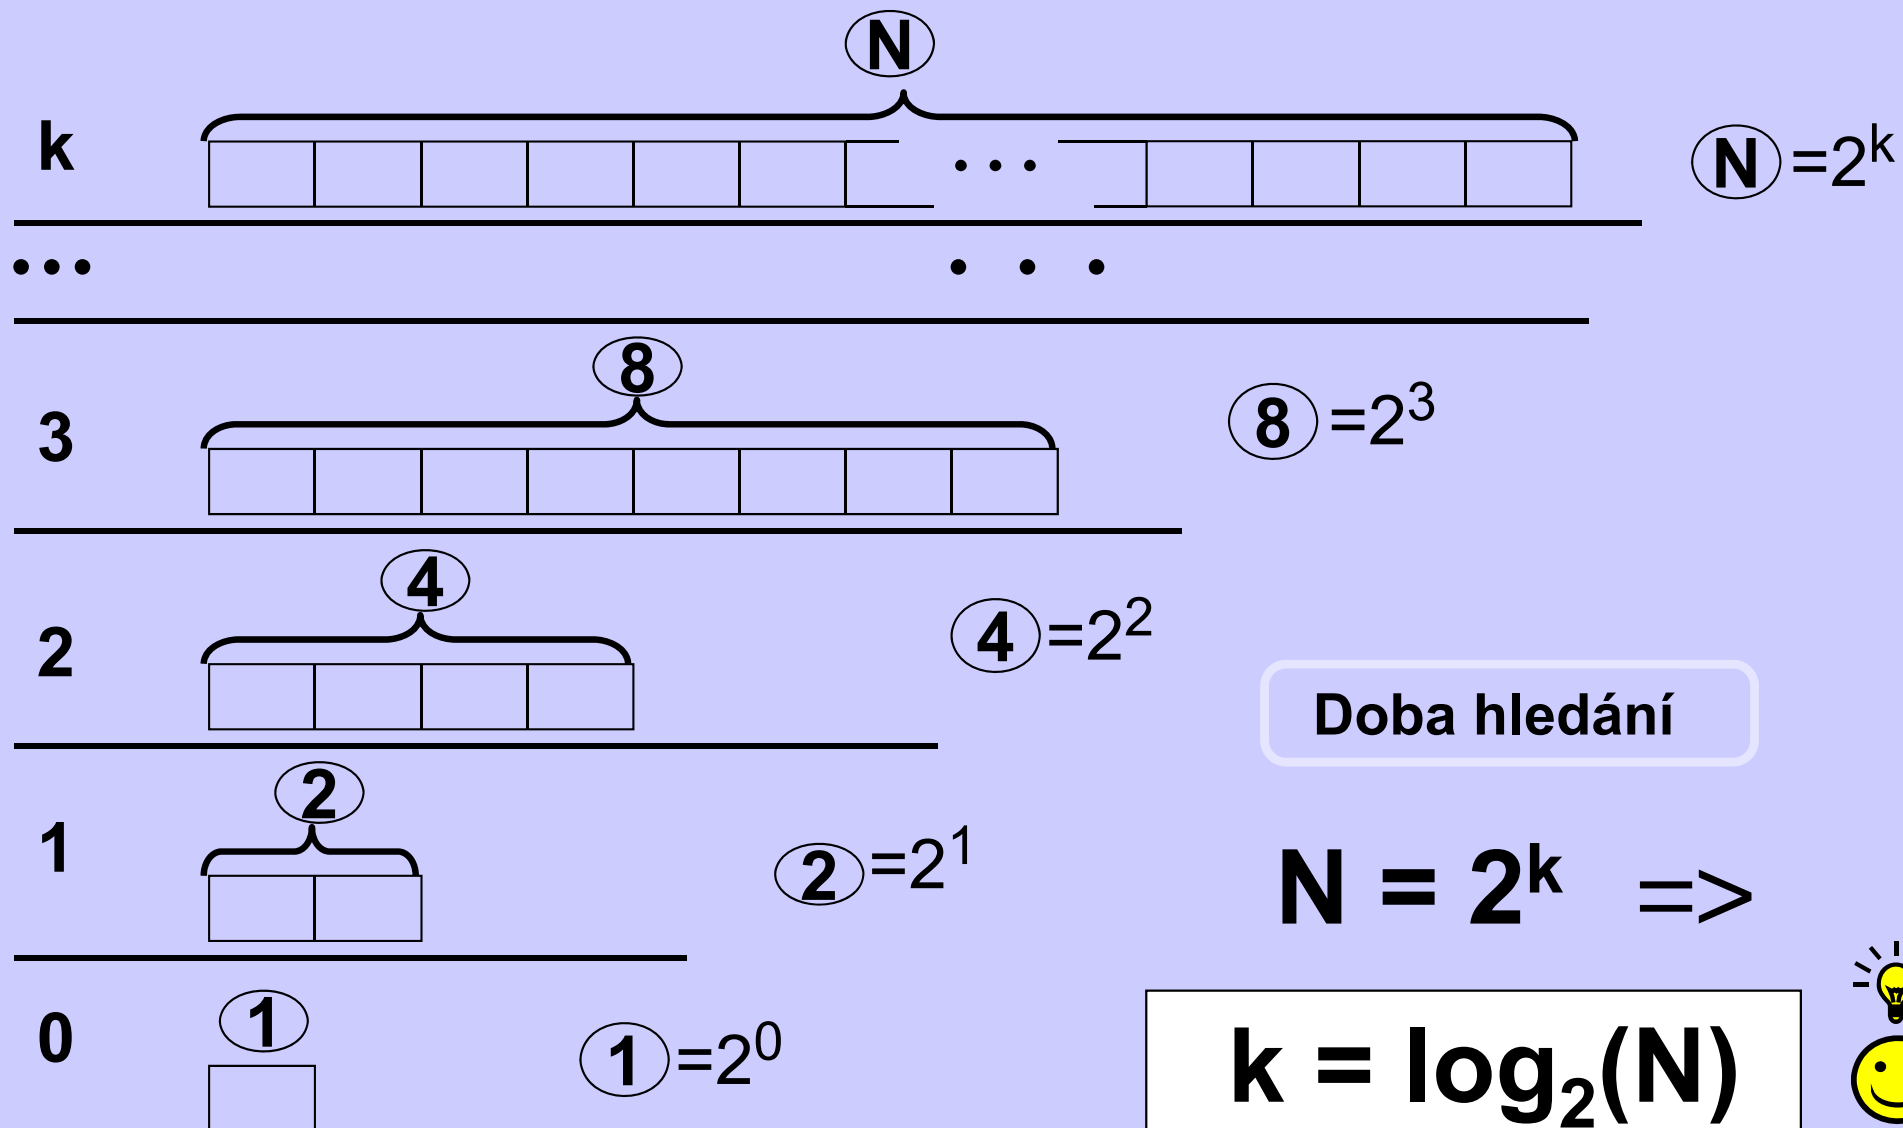 N
k
• • •
N =2^k
• • • • • •
8
3
8 =2^3
4
2
4 =2^2
Doba hledání
2
1
2 =2^1
N = 2^k =>
1
0
1 =2^0
k = log₂(N)